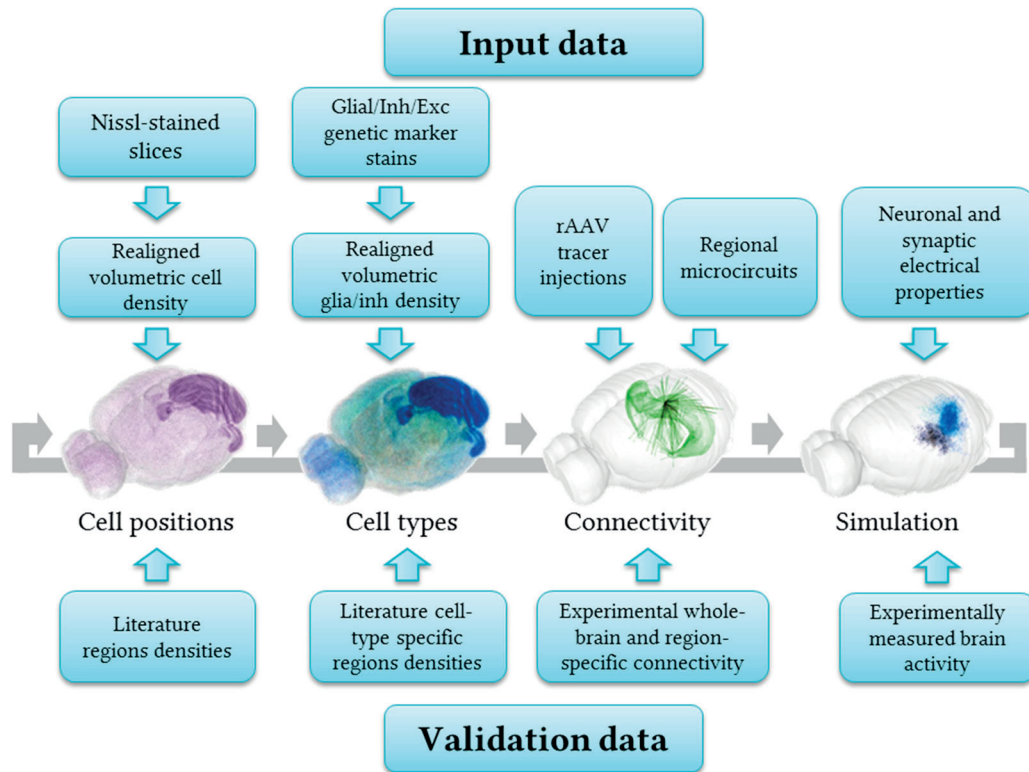 Input data
Nissl-stained
slices
Glial/Inh/Exc
genetic marker
stains
Realigned
volumetric cell
density
Realigned
volumetric
glia/inh density
rAAV
tracer
injections
Regional
microcircuits
Neuronal and
synaptic
electrical
properties
Cell positions
Cell types
Connectivity
Simulation
Literature
regions densities
Literature cell-
type specific
regions densities
Experimental whole-
brain and region-
specific connectivity
Experimentally
measured brain
activity
Validation data